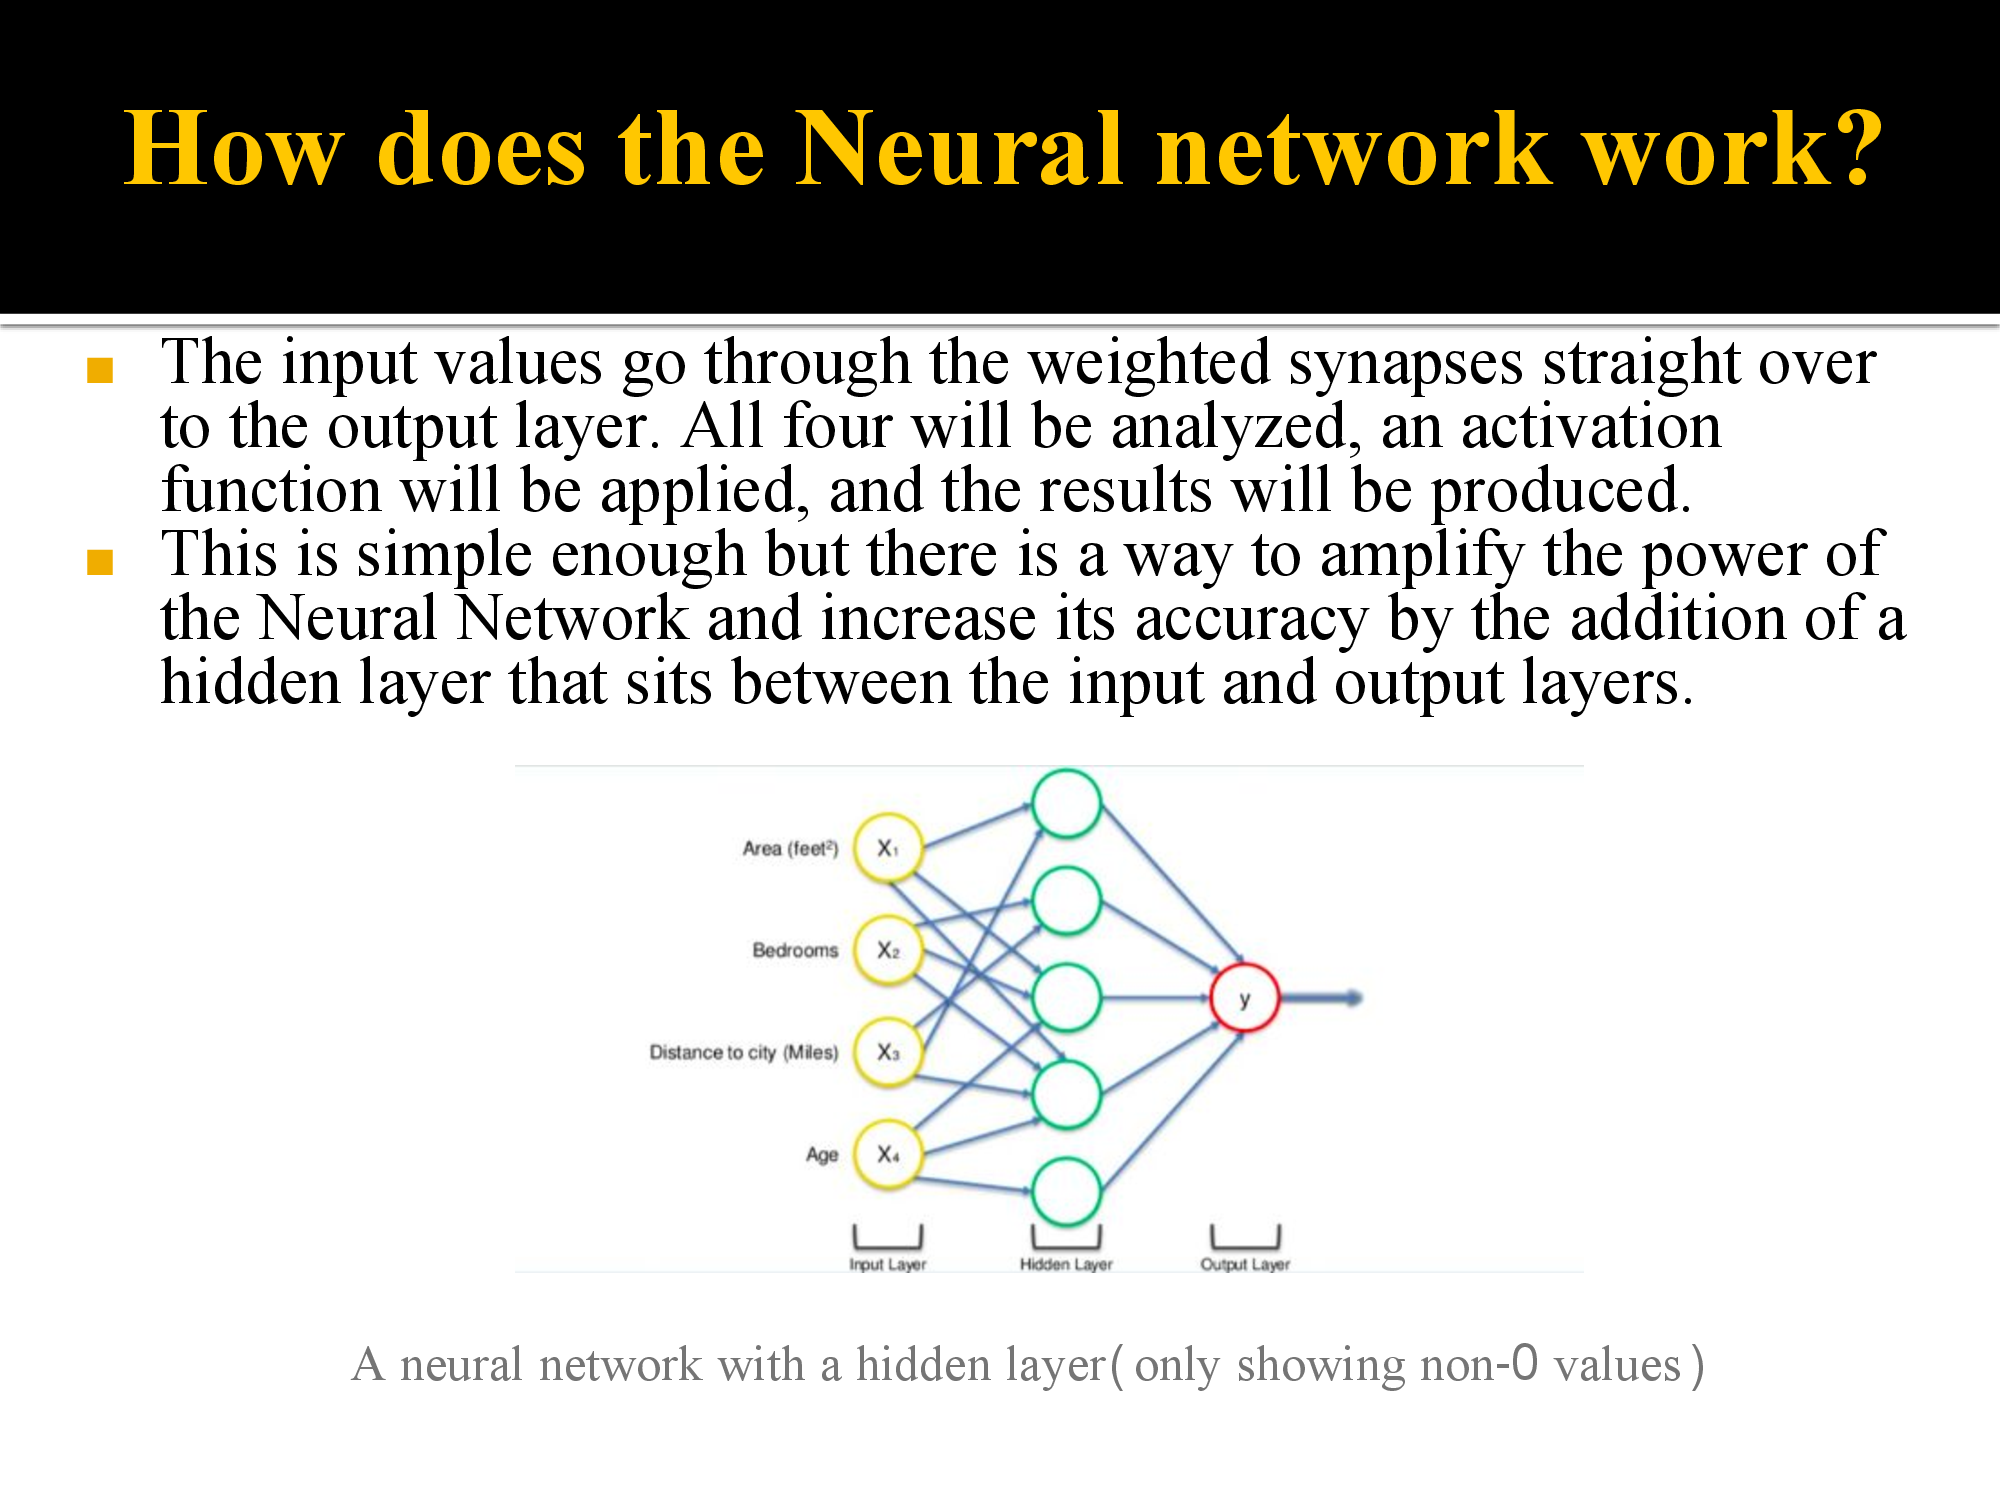 How does the Neural network work?
■ The input values go through the weighted synapses straight over
to the output layer. All four will be analyzed, an activation
function will be applied, and the results will be produced.
■ This is simple enough but there is a way to amplify the power of
the Neural Network and increase its accuracy by the addition of a
hidden layer that sits between the input and output layers.
Area (feet²) X₁
Bedrooms X₂
y
Distance to city (Miles) X₃
Age X₄
Input Layer Hidden Layer Output Layer
A neural network with a hidden layer( only showing non-0 values )